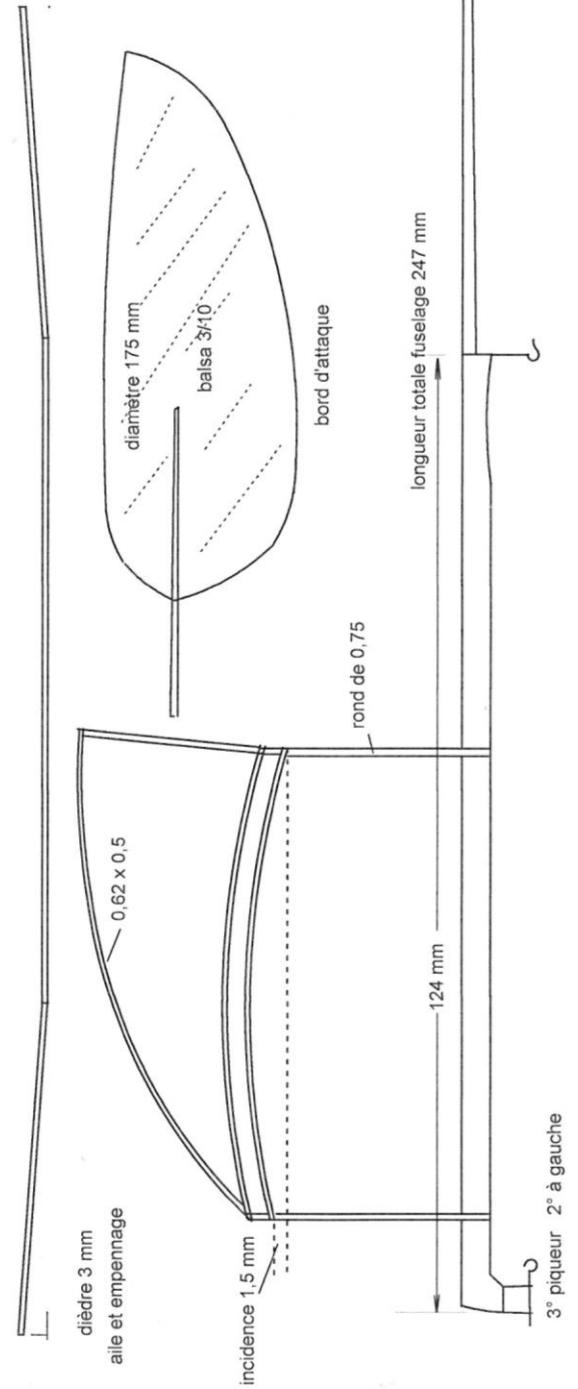 dièdre 3 mm
aile et empennage
diamètre 175 mm
balsa 3/10
bord d'attaque
0,62 x 0,5
incidence 1,5 mm
rond de 0,75
longueur totale fuselage 247 mm
124 mm
3° piqueur 2° à gauche